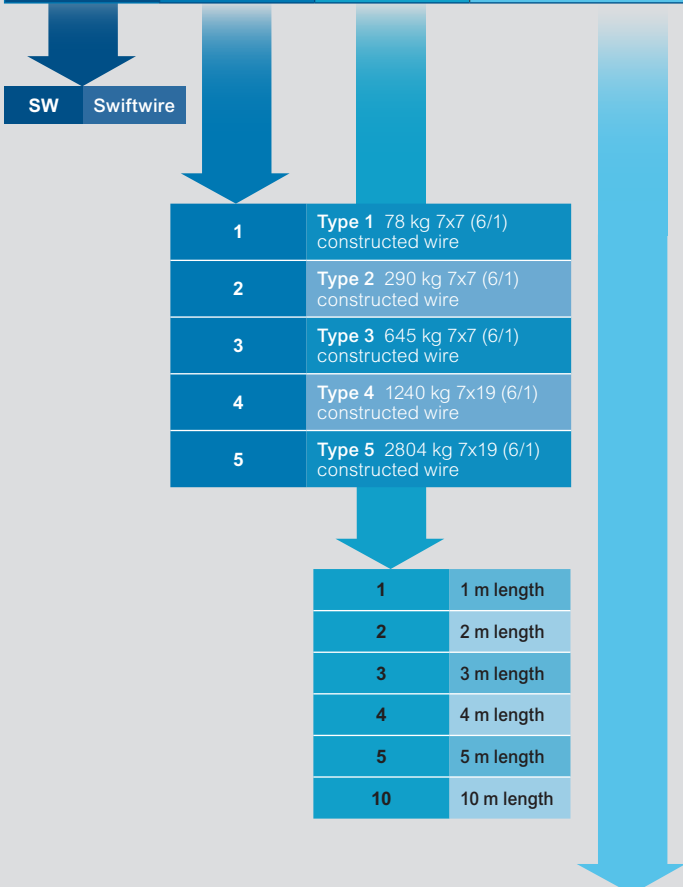 SW Swiftwire
1 Type 1 78 kg 7x7 (6/1)
constructed wire
2 Type 2 290 kg 7x7 (6/1)
constructed wire
3 Type 3 645 kg 7x7 (6/1)
constructed wire
4 Type 4 1240 kg 7x19 (6/1)
constructed wire
5 Type 5 2804 kg 7x19 (6/1)
constructed wire
1 1 m length
2 2 m length
3 3 m length
4 4 m length
5 5 m length
10 10 m length